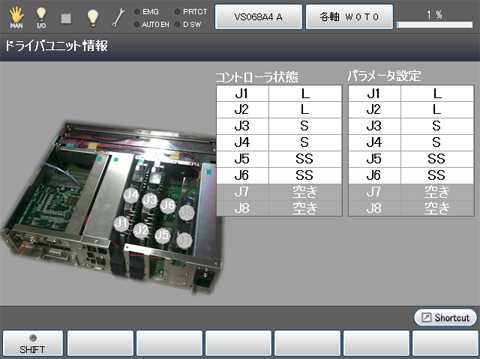 MAN
I/O
EMG
PRTCT
AUTO EN
D SW
VS068A4 A
各軸 W0T0
1 %
ドライバユニット情報
コントローラ状態
パラメータ設定
J1 L J1 L
J2 L J2 L
J3 S J3 S
J4 S J4 S
J5 SS J5 SS
J6 SS J6 SS
J7 空き J7 空き
J8 空き J8 空き
J4 J3 J6
J1 J2 J5
Shortcut
SHIFT